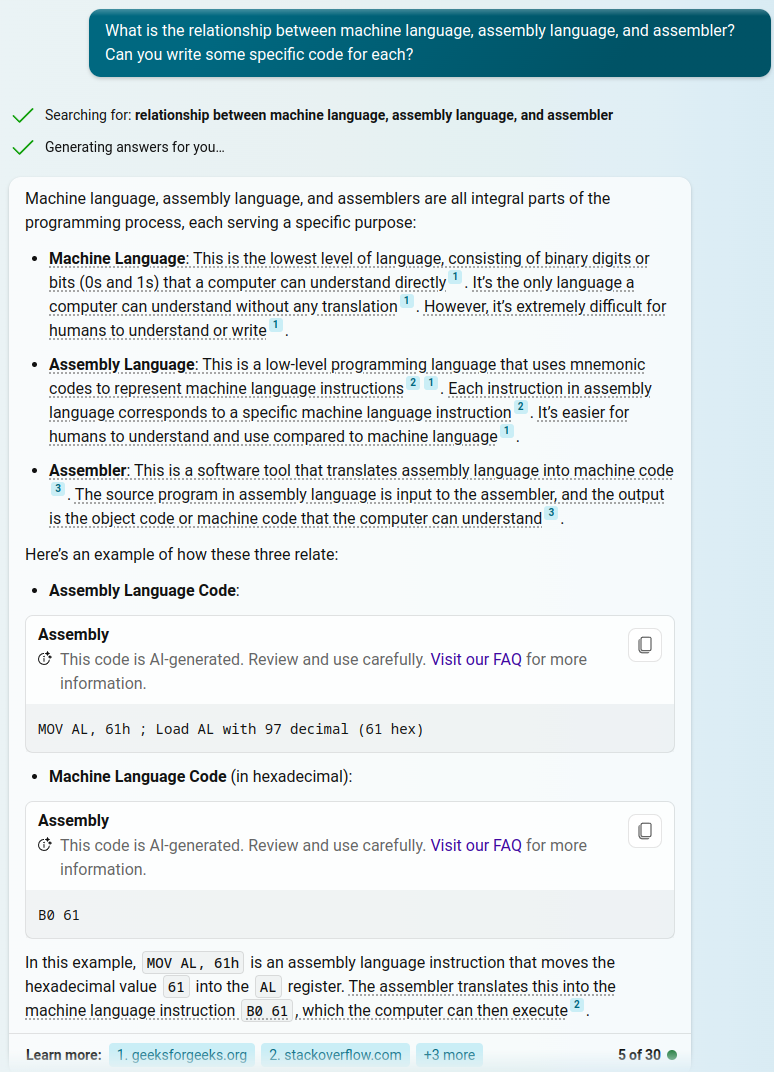 What is the relationship between machine language, assembly language, and assembler?
Can you write some specific code for each?
Searching for: relationship between machine language, assembly language, and assembler
Generating answers for you…
Machine language, assembly language, and assemblers are all integral parts of the
programming process, each serving a specific purpose:
• Machine Language: This is the lowest level of language, consisting of binary digits or
bits (0s and 1s) that a computer can understand directly 1 . It’s the only language a
computer can understand without any translation 1 . However, it’s extremely difficult for
humans to understand or write 1 .
• Assembly Language: This is a low-level programming language that uses mnemonic
codes to represent machine language instructions 2 1 . Each instruction in assembly
language corresponds to a specific machine language instruction 2 . It’s easier for
humans to understand and use compared to machine language 1 .
• Assembler: This is a software tool that translates assembly language into machine code
3 . The source program in assembly language is input to the assembler, and the output
is the object code or machine code that the computer can understand 3 .
Here’s an example of how these three relate:
• Assembly Language Code:
Assembly
This code is AI-generated. Review and use carefully. Visit our FAQ for more
information.
MOV AL, 61h ; Load AL with 97 decimal (61 hex)
• Machine Language Code (in hexadecimal):
Assembly
This code is AI-generated. Review and use carefully. Visit our FAQ for more
information.
B0 61
In this example, MOV AL, 61h is an assembly language instruction that moves the
hexadecimal value 61 into the AL register. The assembler translates this into the
machine language instruction B0 61 , which the computer can then execute 2 .
Learn more: 1. geeksforgeeks.org 2. stackoverflow.com +3 more 5 of 30